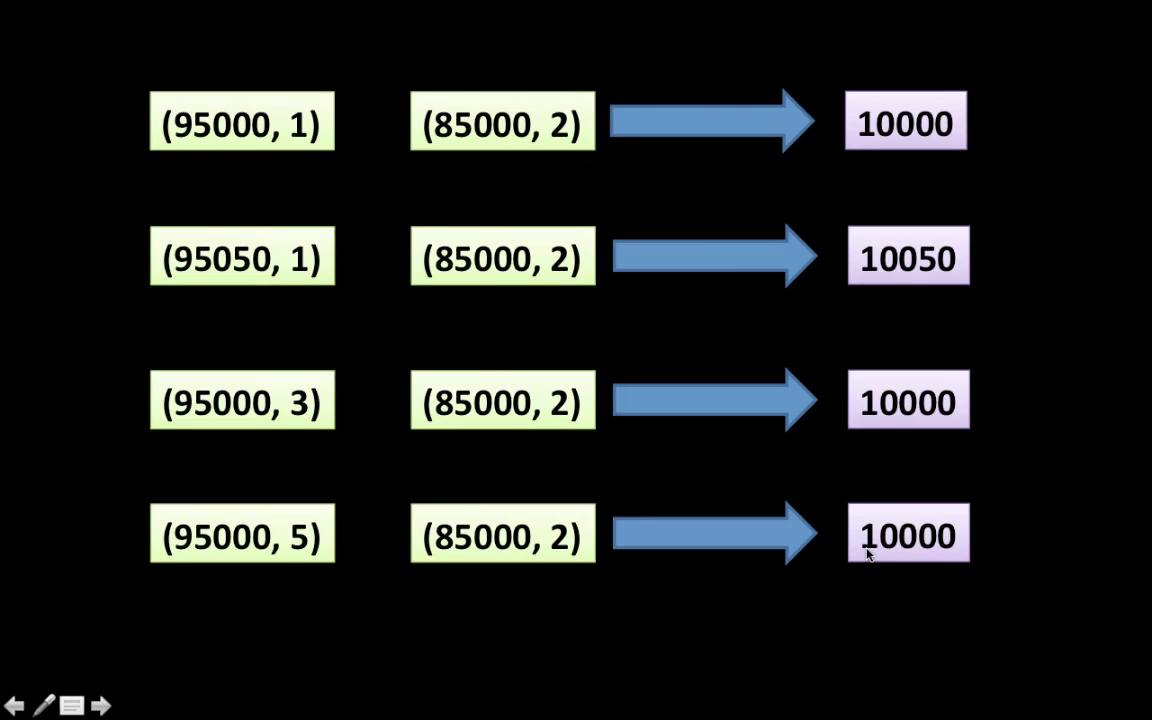 (95000, 1) (85000, 2) 10000
(95050, 1) (85000, 2) 10050
(95000, 3) (85000, 2) 10000
(95000, 5) (85000, 2) 10000